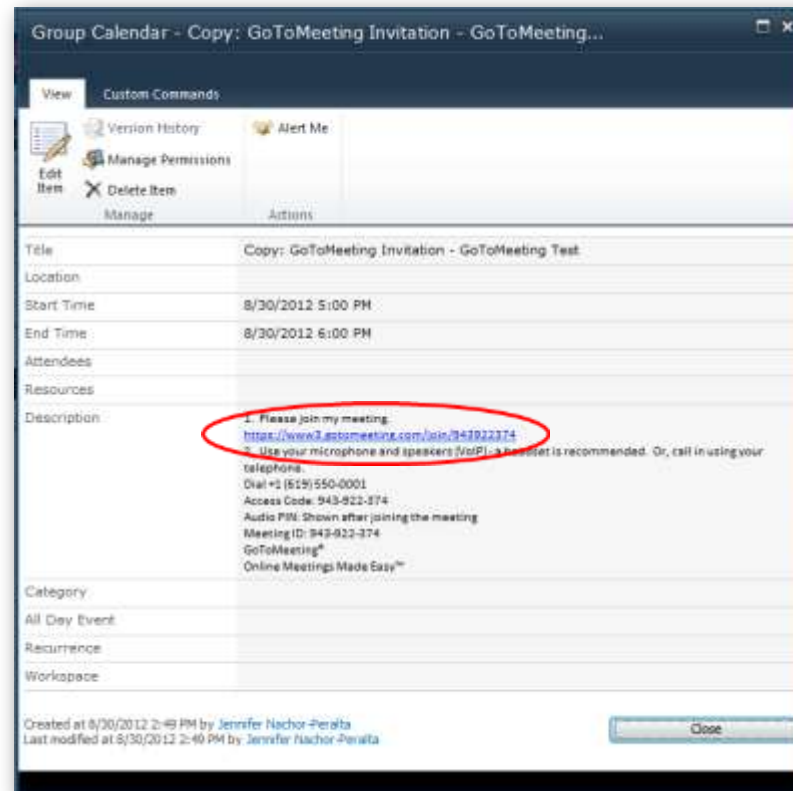 Group Calendar - Copy: GoToMeeting Invitation - GoToMeeting...
View Custom Commands
Edit Item
Version History
Manage Permissions
Delete Item
Manage
Alert Me
Actions
Title Copy: GoToMeeting Invitation - GoToMeeting Test
Location
Start Time 8/30/2012 5:00 PM
End Time 8/30/2012 6:00 PM
Attendees
Resources
Description 1. Please join my meeting.
https://www3.gotomeeting.com/join/943922374
2. Use your microphone and speakers (VoIP) - a headset is recommended. Or, call in using your
telephone.
Dial +1 (619) 550-0001
Access Code: 943-922-374
Audio PIN: Shown after joining the meeting
Meeting ID: 943-922-374
GoToMeeting®
Online Meetings Made Easy™
Category
All Day Event
Recurrence
Workspace
Created at 8/30/2012 2:49 PM by Jennifer Nachor-Peralta
Last modified at 8/30/2012 2:49 PM by Jennifer Nachor-Peralta
Close